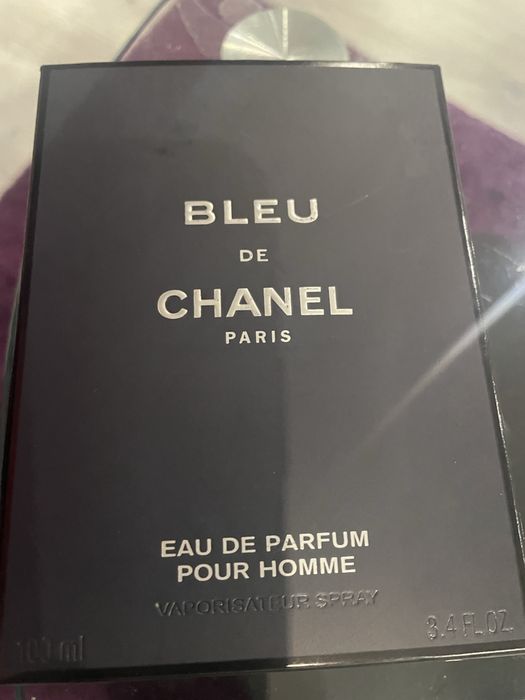 BLEU
DE
CHANEL
PARIS
EAU DE PARFUM
POUR HOMME
VAPORISATEUR SPRAY
100 ml
3.4 FL.OZ.